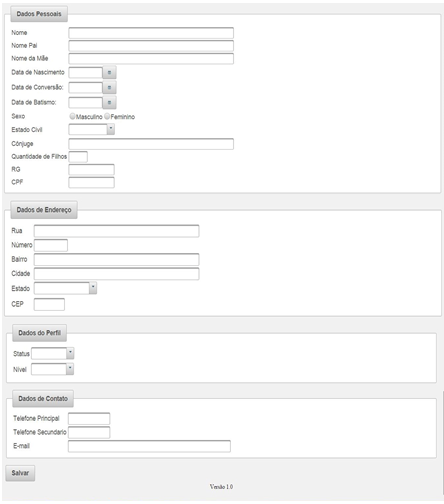 Dados Pessoais
Nome
Nome Pai
Nome da Mãe
Data de Nascimento
Data de Conversão:
Data de Batismo:
Sexo Masculino Feminino
Estado Civil
Cônjuge
Quantidade de Filhos
RG
CPF
Dados de Endereço
Rua
Número
Bairro
Cidade
Estado
CEP
Dados do Perfil
Status
Nível
Dados de Contato
Telefone Principal
Telefone Secundario
E-mail
Salvar
Versão 1.0